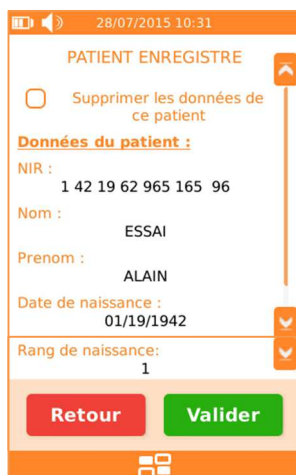 28/07/2015 10:31
PATIENT ENREGISTRE
Supprimer les données de
ce patient
Données du patient :
NIR :
1 42 19 62 965 165 96
Nom :
ESSAI
Prenom :
ALAIN
Date de naissance :
01/19/1942
Rang de naissance:
1
Retour Valider